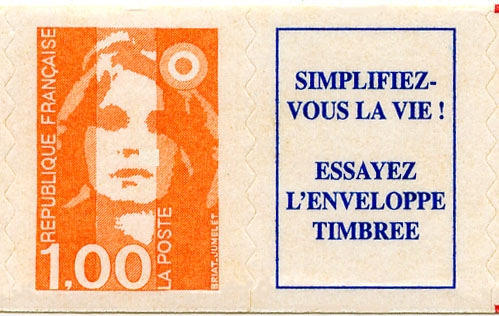 REPUBLIQUE FRANÇAISE
1,00
LA POSTE
BRIAT-JUMELET
SIMPLIFIEZ-
VOUS LA VIE !
ESSAYEZ
L'ENVELOPPE
TIMBREE